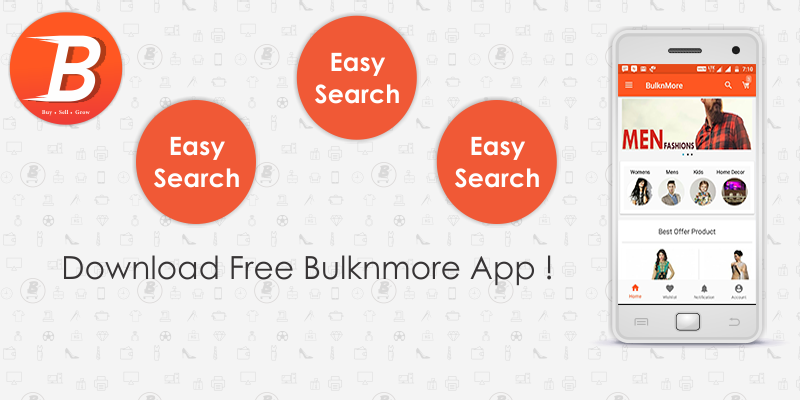 B
Buy • Sell • Grow
Easy
Search
Easy
Search
Easy
Search
Download Free Bulknmore App !
7:18
BulknMore
MEN FASHIONS
Womens Mens Kids Home Decor
Best Offer Product
Home Wishlist Notification Account